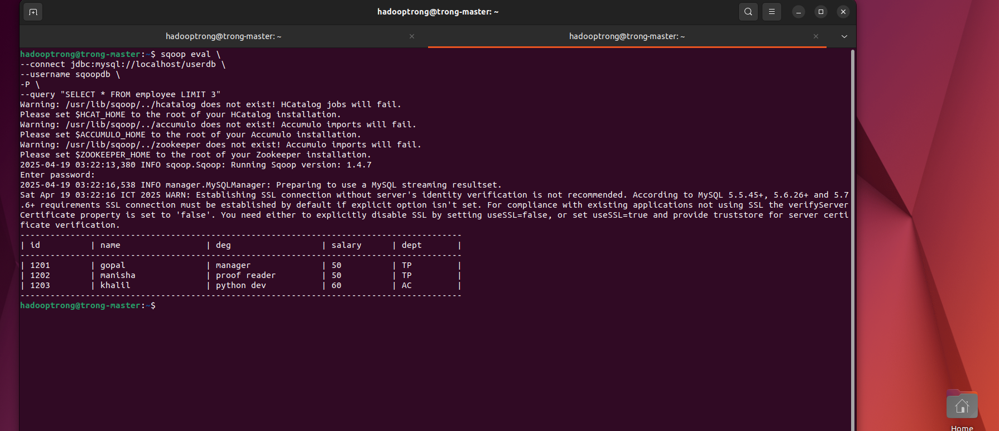 hadooptrong@trong-master: ~
hadooptrong@trong-master: ~
hadooptrong@trong-master: ~
hadooptrong@trong-master:~$ sqoop eval \
--connect jdbc:mysql://localhost/userdb \
--username sqoopdb \
-P \
--query "SELECT * FROM employee LIMIT 3"
Warning: /usr/lib/sqoop/../hcatalog does not exist! HCatalog jobs will fail.
Please set $HCAT_HOME to the root of your HCatalog installation.
Warning: /usr/lib/sqoop/../accumulo does not exist! Accumulo imports will fail.
Please set $ACCUMULO_HOME to the root of your Accumulo installation.
Warning: /usr/lib/sqoop/../zookeeper does not exist! Accumulo imports will fail.
Please set $ZOOKEEPER_HOME to the root of your Zookeeper installation.
2025-04-19 03:22:13,380 INFO sqoop.Sqoop: Running Sqoop version: 1.4.7
Enter password:
2025-04-19 03:22:16,538 INFO manager.MySQLManager: Preparing to use a MySQL streaming resultset.
Sat Apr 19 03:22:16 ICT 2025 WARN: Establishing SSL connection without server's identity verification is not recommended. According to MySQL 5.5.45+, 5.6.26+ and 5.7
.6+ requirements SSL connection must be established by default if explicit option isn't set. For compliance with existing applications not using SSL the verifyServer
Certificate property is set to 'false'. You need either to explicitly disable SSL by setting useSSL=false, or set useSSL=true and provide truststore for server certi
ficate verification.
----------------------------------------------------------------------------------------
| id          | name                 | deg                  | salary      | dept       |
----------------------------------------------------------------------------------------
| 1201        | gopal                | manager              | 50          | TP         |
| 1202        | manisha              | proof reader         | 50          | TP         |
| 1203        | khalil               | python dev           | 60          | AC         |
----------------------------------------------------------------------------------------
hadooptrong@trong-master:~$
Home